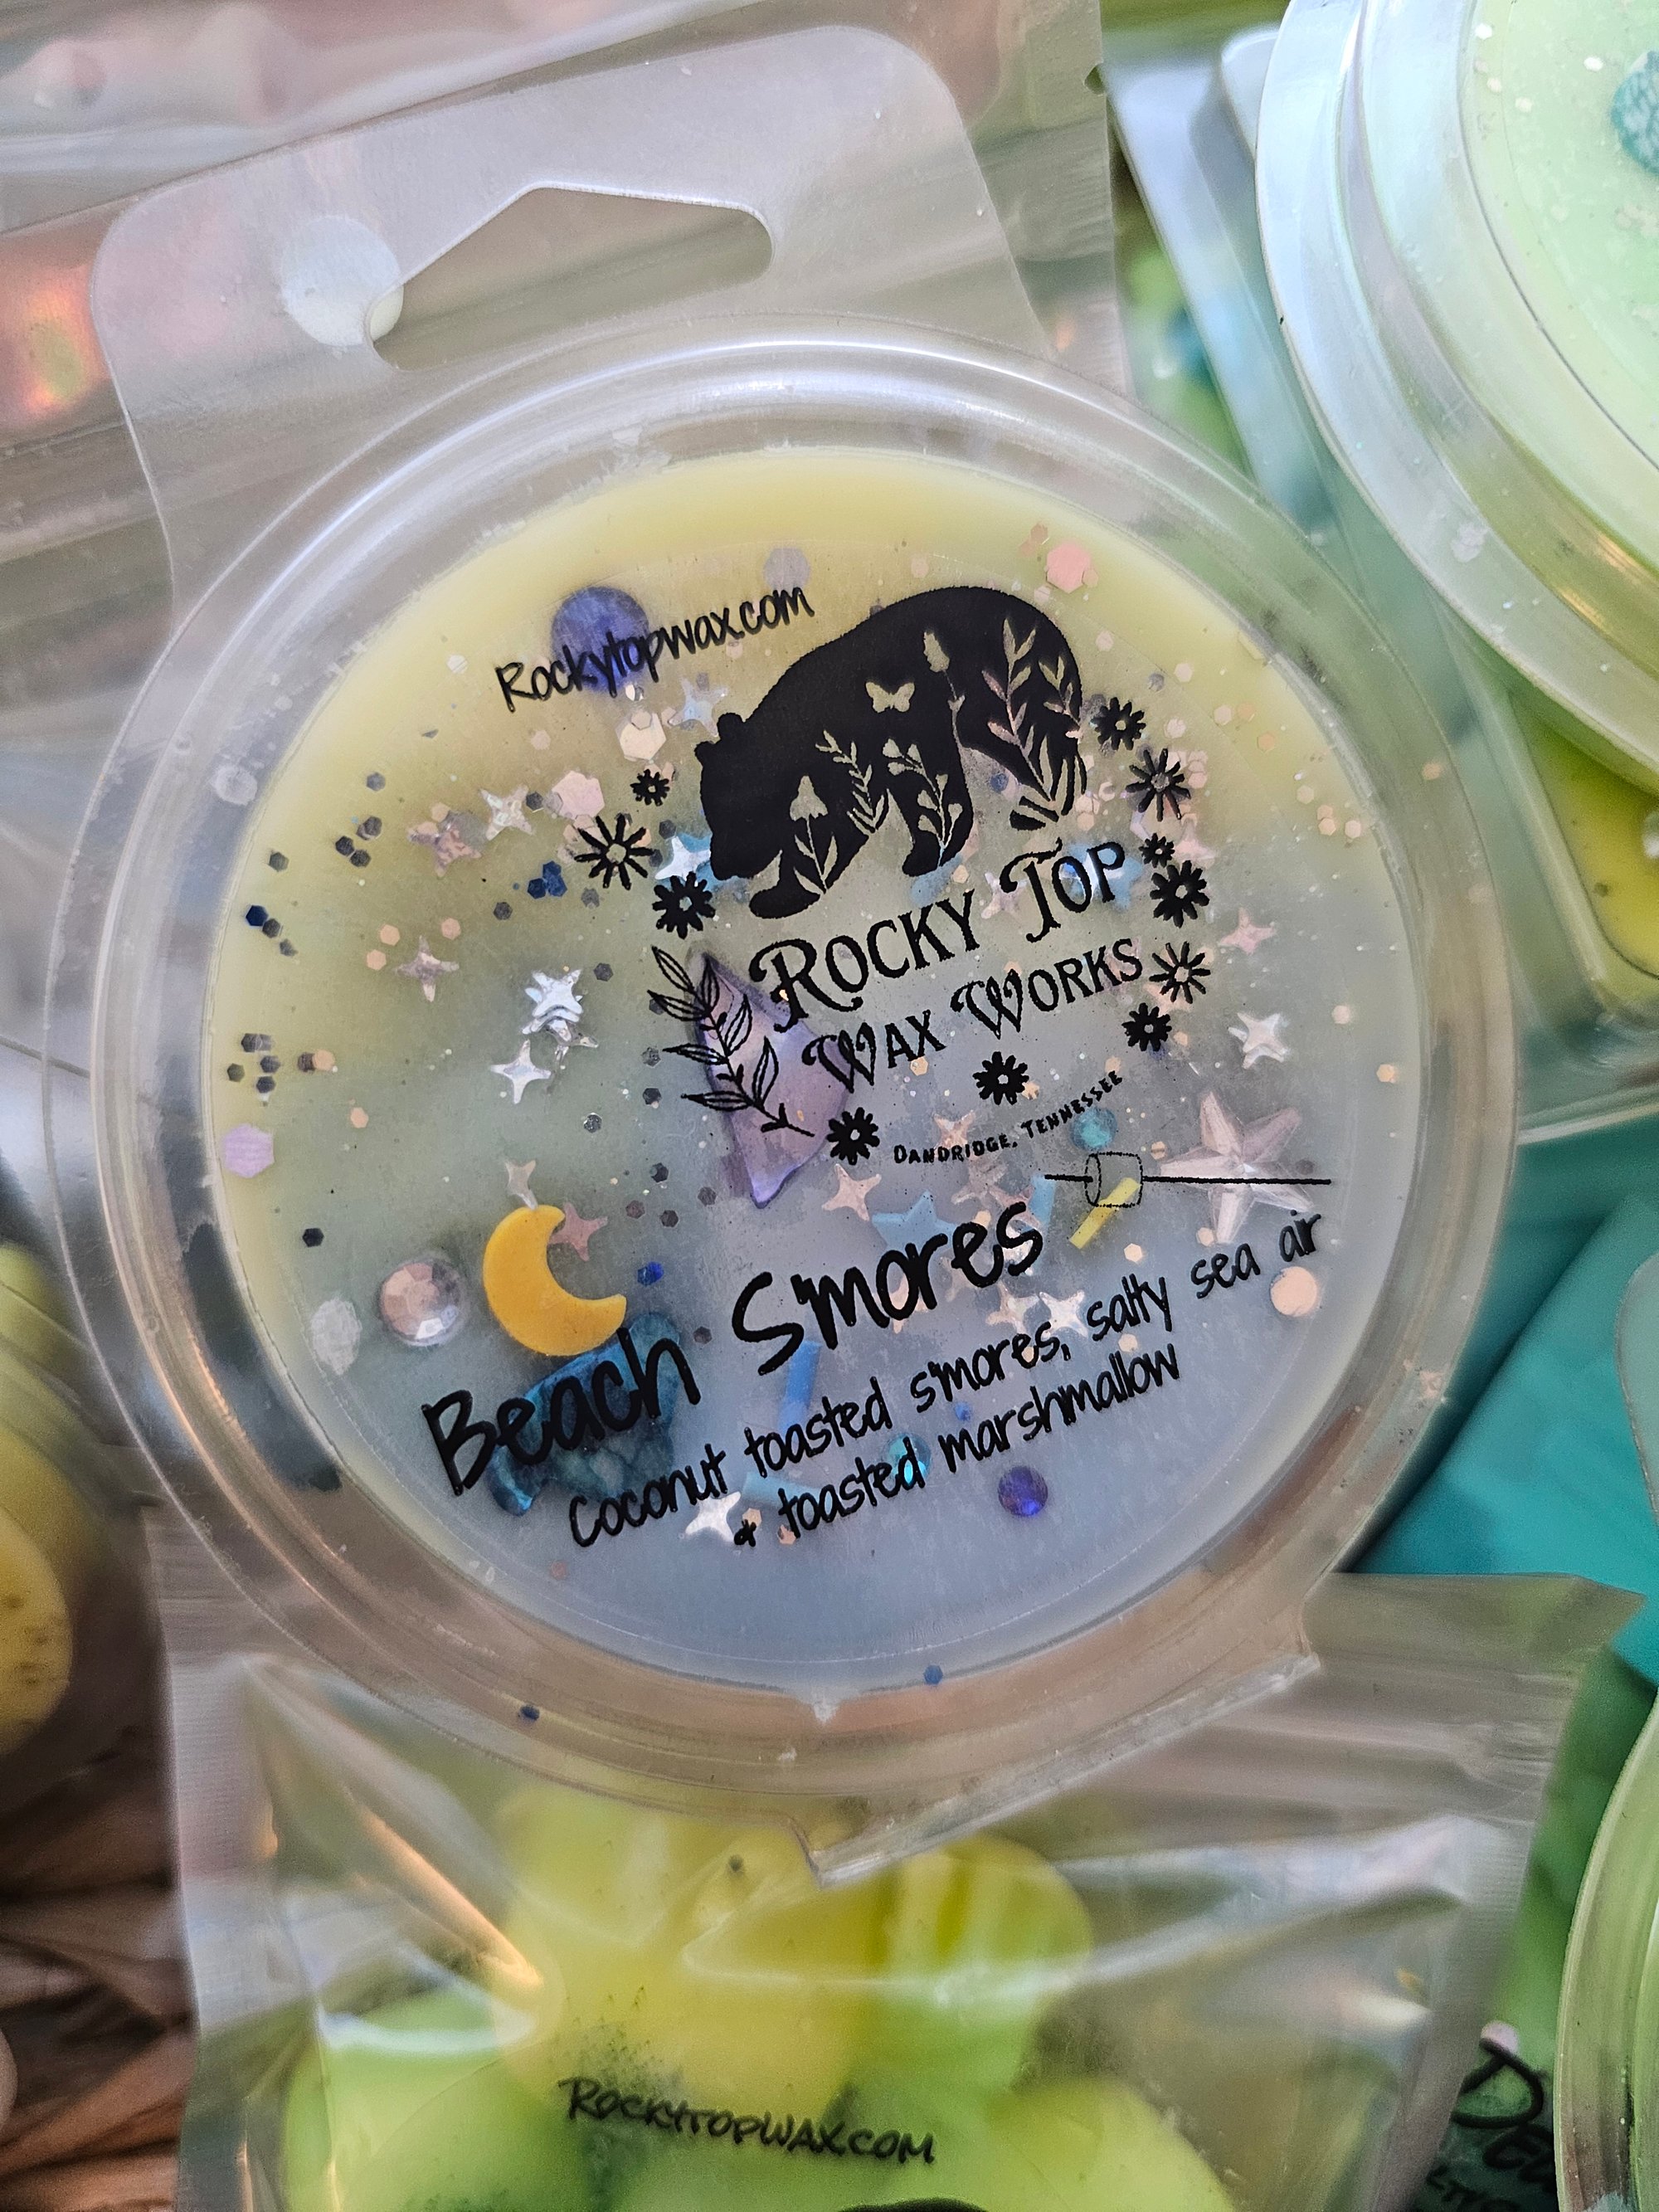 Rockytopwax.com
Rocky Top
Wax Works
Dandridge, Tennessee
Beach S'mores
Coconut toasted s'mores, salty sea air
+ toasted marshmallow
Rockytopwax.com